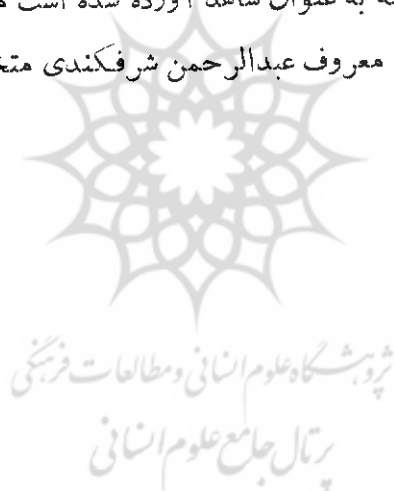 به عنوان شاهد آورده شده است
معروف عبدالرحمن شرفکندی
پژوهشگاه علوم انسانی و مطالعات فرهنگی
پرتال جامع علوم انسانی